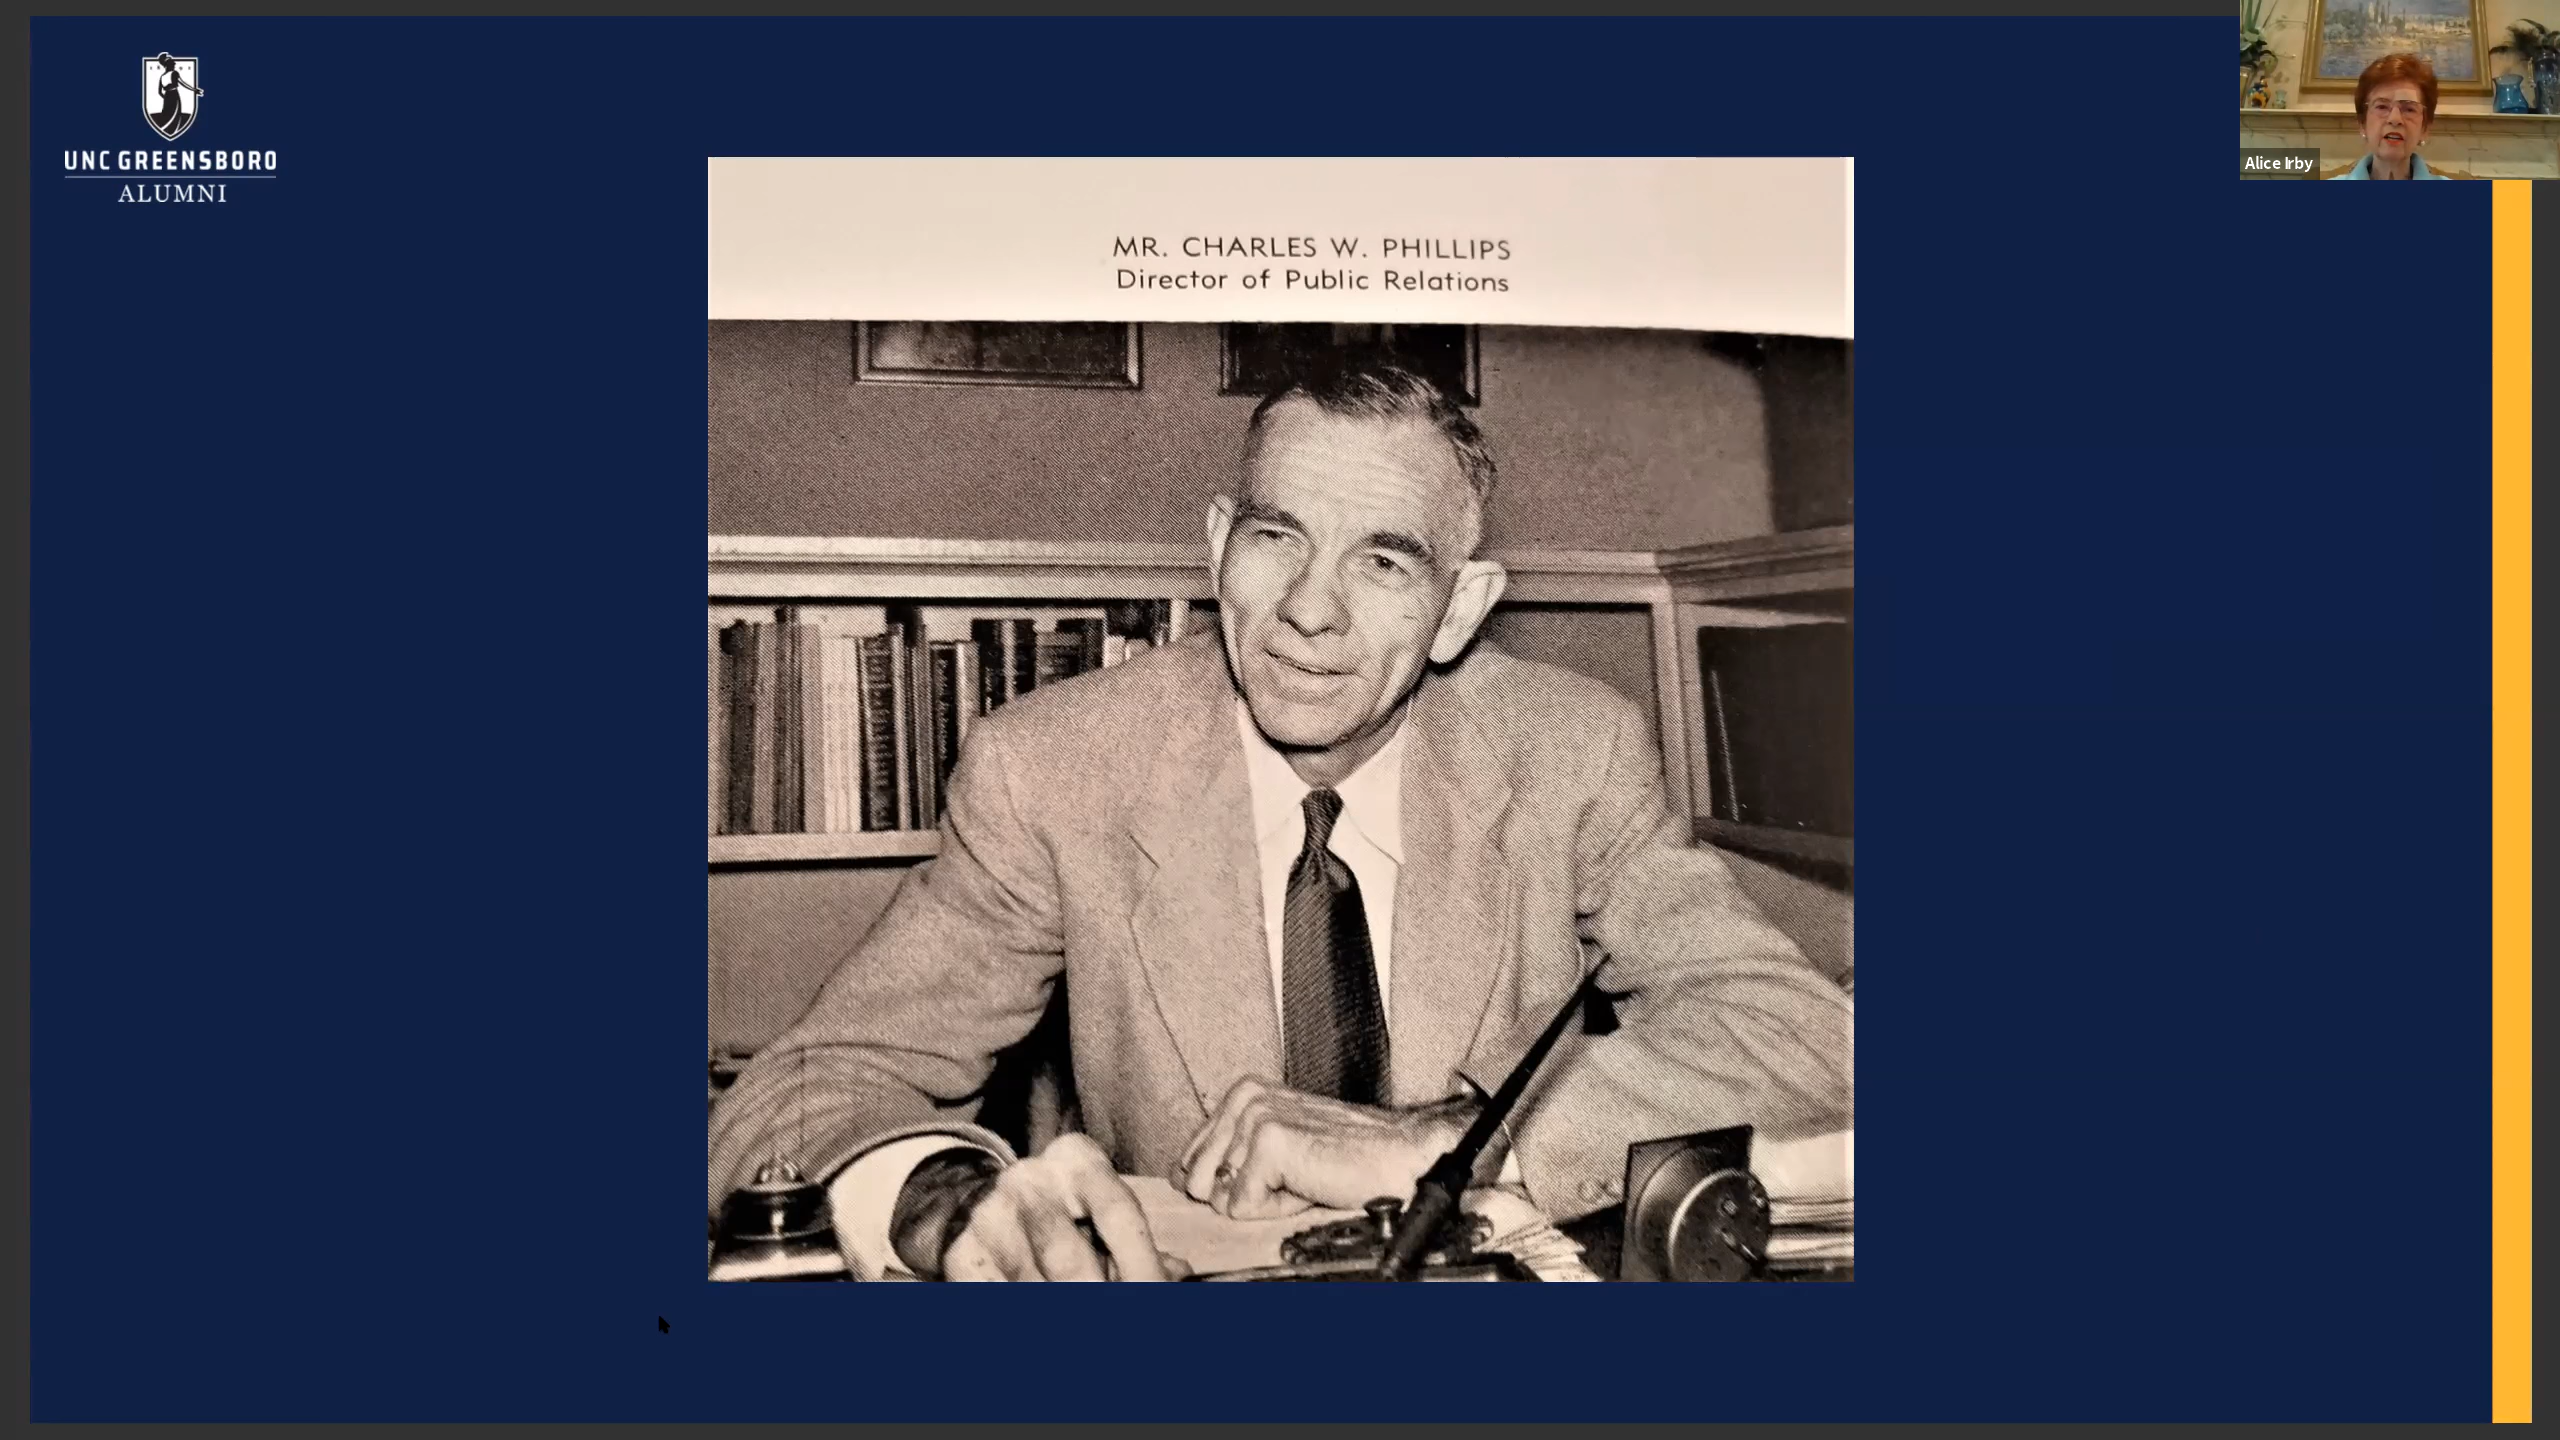 UNC GREENSBORO
ALUMNI
MR. CHARLES W. PHILLIPS
Director of Public Relations
Alice Irby